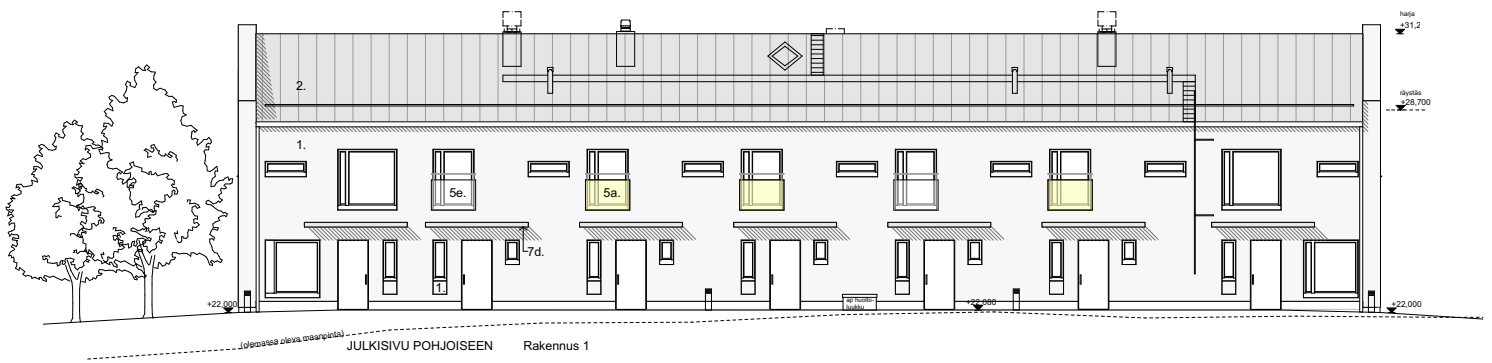 harja
+31,2
2.
räystäs
+28,700
1.
5e.
5a.
7d.
1.
ap huolto-
luukku
+22,000
+22,080
+22,000
(olemassa oleva maanpinta)
JULKISIVU POHJOISEEN Rakennus 1